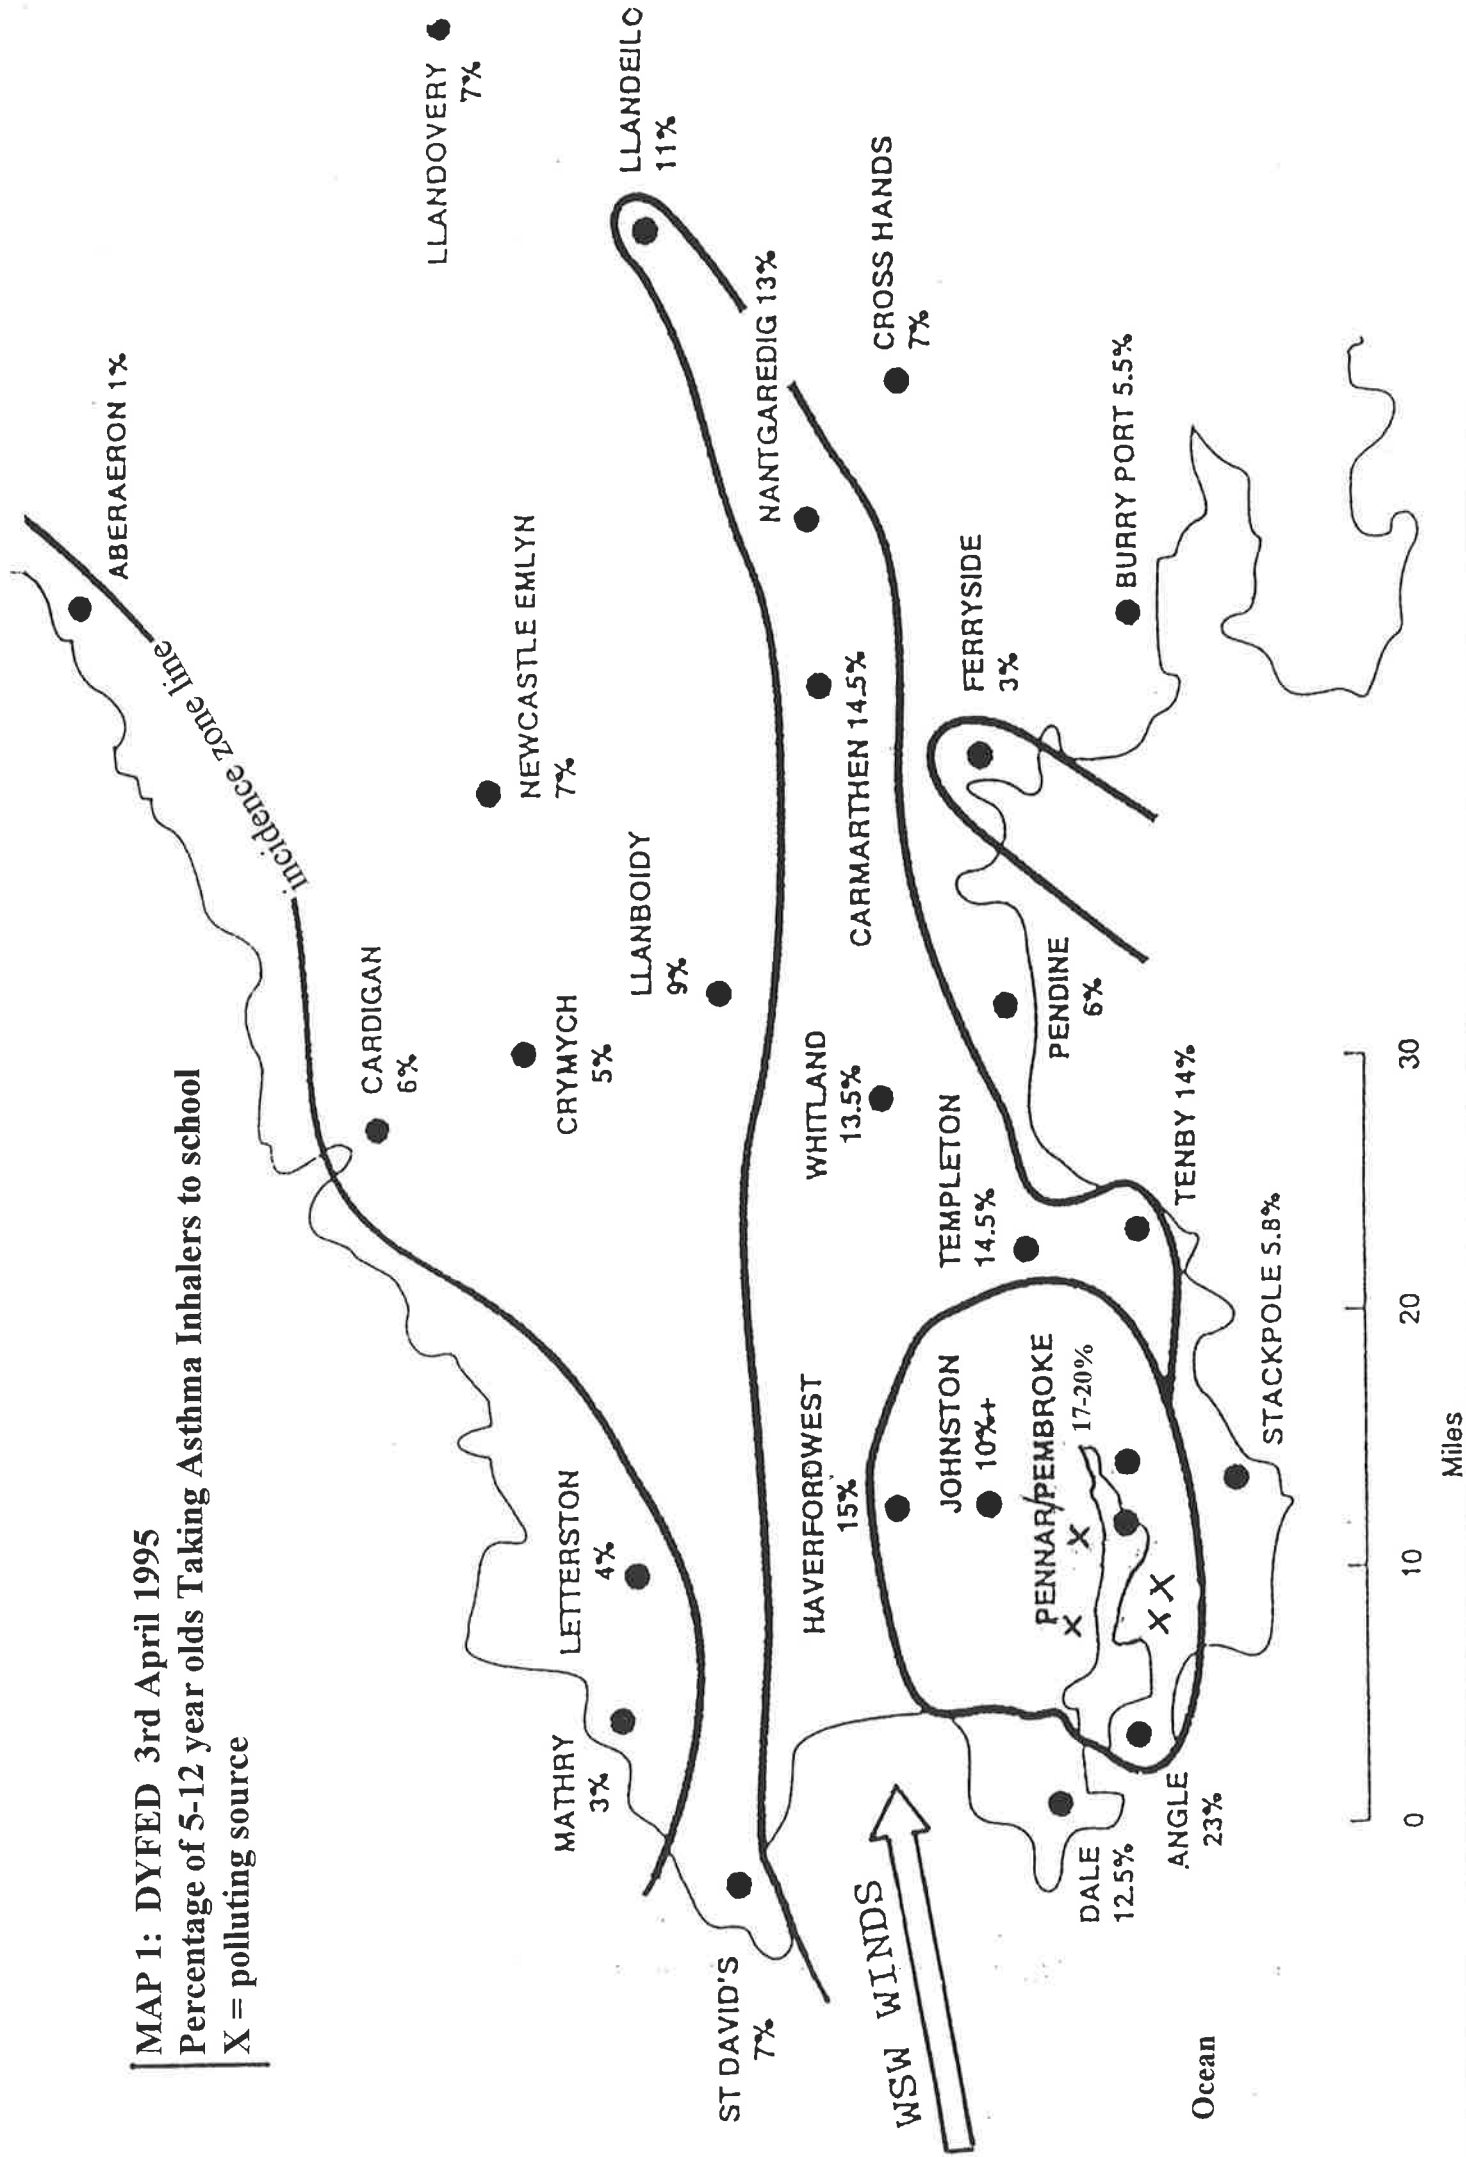 MAP 1: DYFED 3rd April 1995
Percentage of 5-12 year olds Taking Asthma Inhalers to school
X = polluting source
ABERAERON 1%
incidence zone line
LLANDOVERY
7%
CARDIGAN
6%
NEWCASTLE EMLYN
7%
CRYMYCH
5%
LETTERSTON
4%
MATHRY
3%
LLANDEILO
11%
LLANBOIDY
9%
ST DAVID'S
7%
NANTGAREDIG 13%
CARMARTHEN 14.5%
WHITLAND
13.5%
HAVERFORDWEST
15%
CROSS HANDS
7%
WSW WINDS
FERRYSIDE
3%
TEMPLETON
14.5%
JOHNSTON
10%+
PENDINE
6%
PENNAR/PEMBROKE
17-20%
X
X
X X
DALE
12.5%
BURRY PORT 5.5%
TENBY 14%
ANGLE
23%
STACKPOLE 5.8%
Ocean
0 10 20 30
Miles